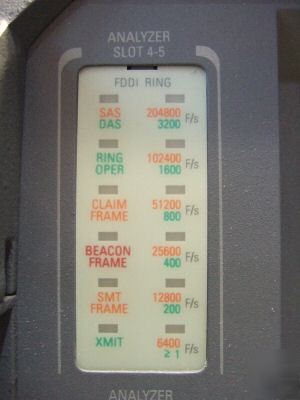 ANALYZER
SLOT 4-5
FDDI RING
SAS 204800
DAS 3200 F/s
RING 102400
OPER 1600 F/s
CLAIM 51200
FRAME 800 F/s
BEACON 25600
FRAME 400 F/s
SMT 12800
FRAME 200 F/s
XMIT 6400
≥ 1 F/s
ANALYZER